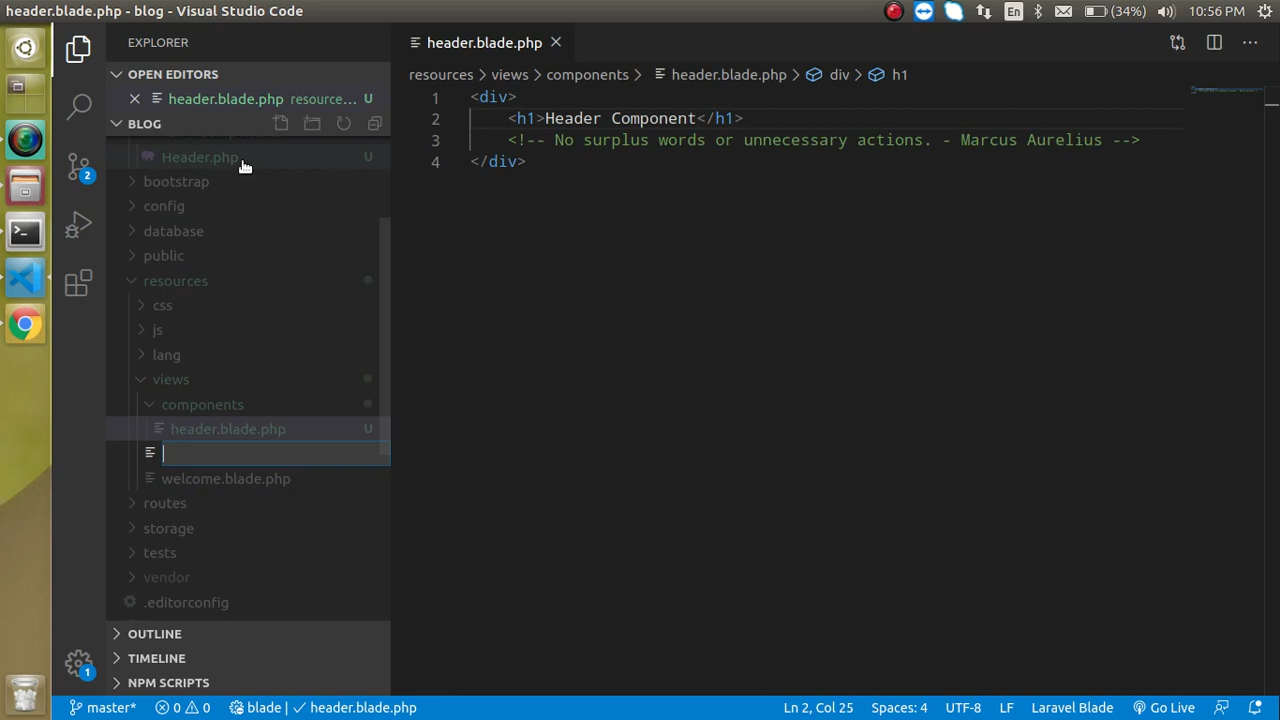 header.blade.php - blog - Visual Studio Code
En
(34%)
10:56 PM
EXPLORER
header.blade.php
OPEN EDITORS
header.blade.php resource... U
BLOG
Header.php U
bootstrap
config
database
public
resources
css
js
lang
views
components
header.blade.php U
welcome.blade.php
routes
storage
tests
vendor
.editorconfig
OUTLINE
TIMELINE
NPM SCRIPTS
2
1
resources > views > components > header.blade.php > div > h1
1 <div>
2 <h1>Header Component</h1>
3 <!-- No surplus words or unnecessary actions. - Marcus Aurelius -->
4 </div>
master* 0 0 blade | ✓ header.blade.php Ln 2, Col 25 Spaces: 4 UTF-8 LF Laravel Blade Go Live